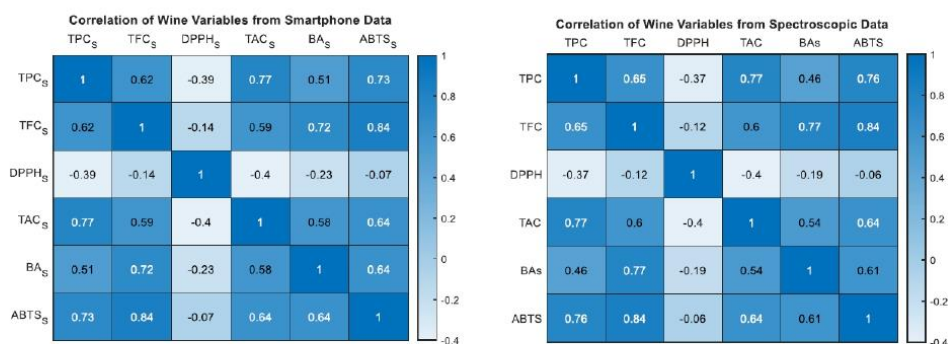 Correlation of Wine Variables from Smartphone Data
TPCS TFCS DPPHS TACS BAS ABTSS
TPCS 1 0.62 -0.39 0.77 0.51 0.73
TFCS 0.62 1 -0.14 0.59 0.72 0.84
DPPHS -0.39 -0.14 1 -0.4 -0.23 -0.07
TACS 0.77 0.59 -0.4 1 0.58 0.64
BAS 0.51 0.72 -0.23 0.58 1 0.64
ABTSS 0.73 0.84 -0.07 0.64 0.64 1
1
0.8
0.6
0.4
0.2
0
-0.2
-0.4
Correlation of Wine Variables from Spectroscopic Data
TPC TFC DPPH TAC BAs ABTS
TPC 1 0.65 -0.37 0.77 0.46 0.76
TFC 0.65 1 -0.12 0.6 0.77 0.84
DPPH -0.37 -0.12 1 -0.4 -0.19 -0.06
TAC 0.77 0.6 -0.4 1 0.54 0.64
BAs 0.46 0.77 -0.19 0.54 1 0.61
ABTS 0.76 0.84 -0.06 0.64 0.61 1
1
0.8
0.6
0.4
0.2
0
-0.2
-0.4